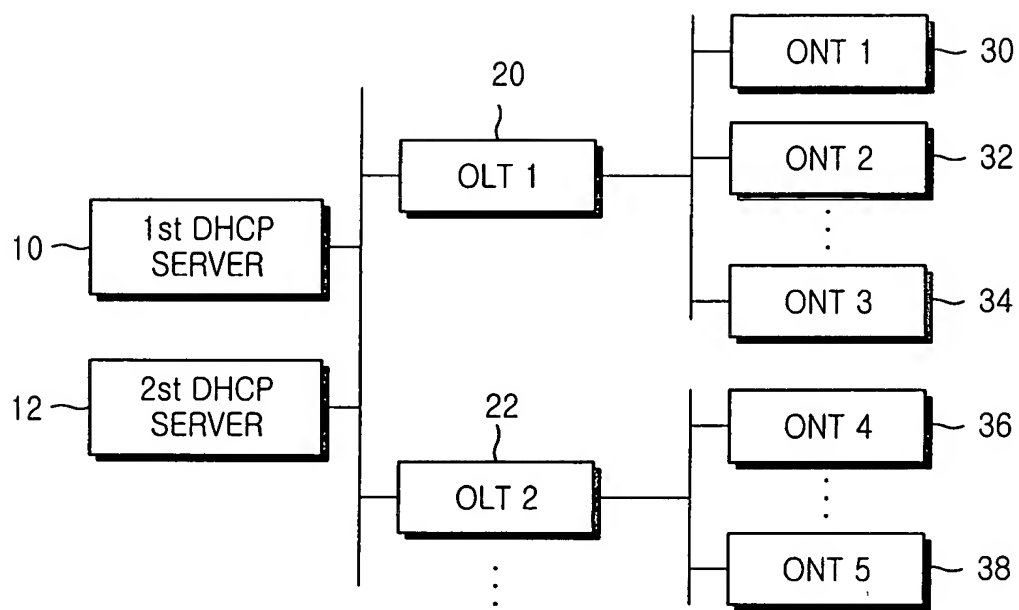 10
1st DHCP
SERVER
12
2st DHCP
SERVER
20
OLT 1
22
OLT 2
ONT 1
30
ONT 2
32
ONT 3
34
ONT 4
36
ONT 5
38